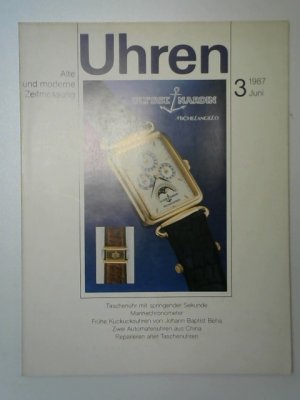 Uhren
Alte
und moderne
Zeitmessung
3 1987
Juni
ULYSSE NARDIN
MICHELANGELO
Taschenuhr mit springender Sekunde
Marinechronometer
Frühe Kuckucksuhren von Johann Baptist Beha
Zwei Automatenuhren aus China
Reparieren alter Taschenuhren